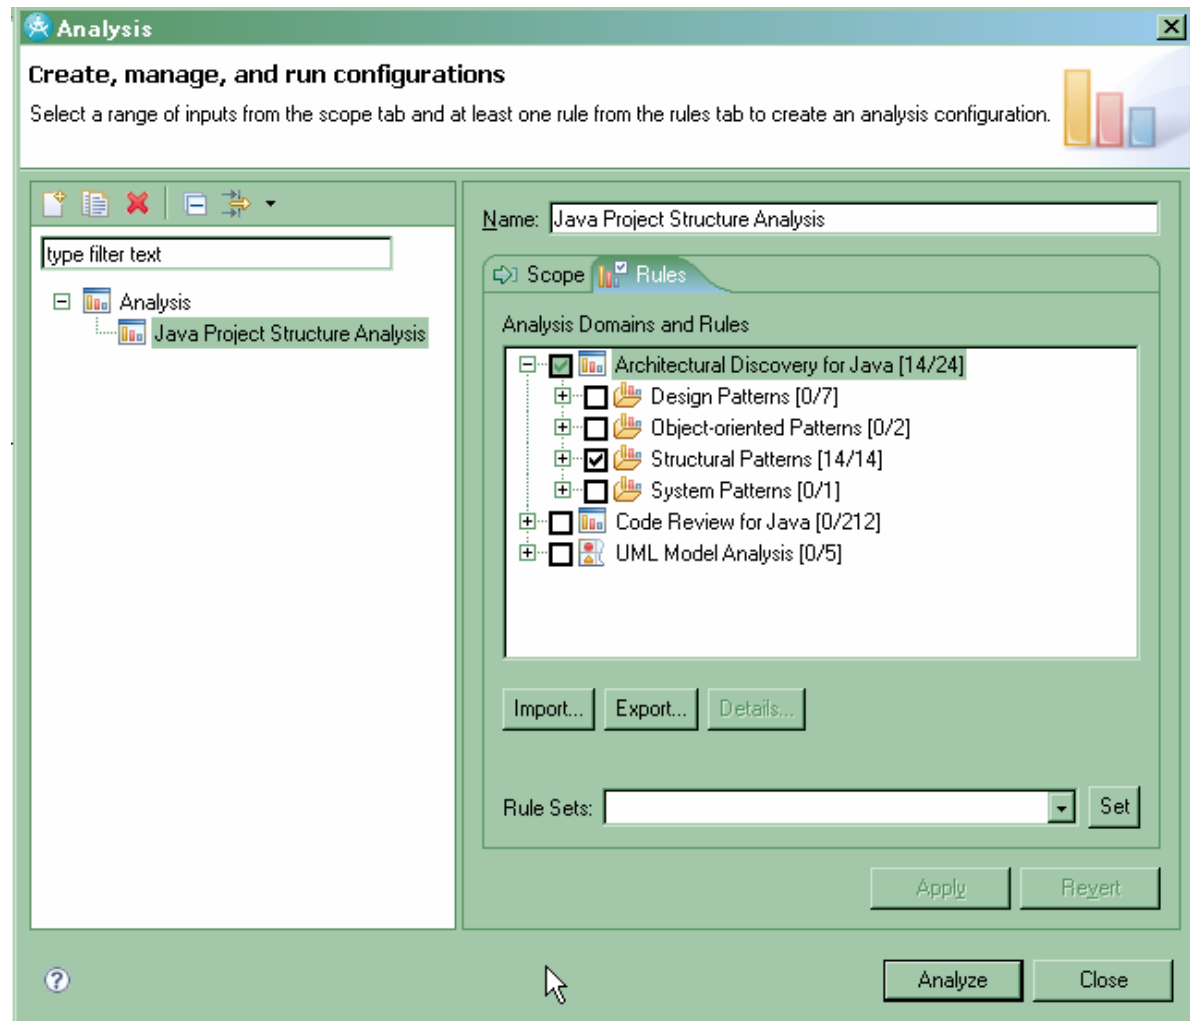 Analysis
Create, manage, and run configurations
Select a range of inputs from the scope tab and at least one rule from the rules tab to create an analysis configuration.
type filter text
Analysis
Java Project Structure Analysis
Name: Java Project Structure Analysis
Scope Rules
Analysis Domains and Rules
Architectural Discovery for Java [14/24]
Design Patterns [0/7]
Object-oriented Patterns [0/2]
Structural Patterns [14/14]
System Patterns [0/1]
Code Review for Java [0/212]
UML Model Analysis [0/5]
Import... Export... Details...
Rule Sets: Set
Apply Revert
? Analyze Close